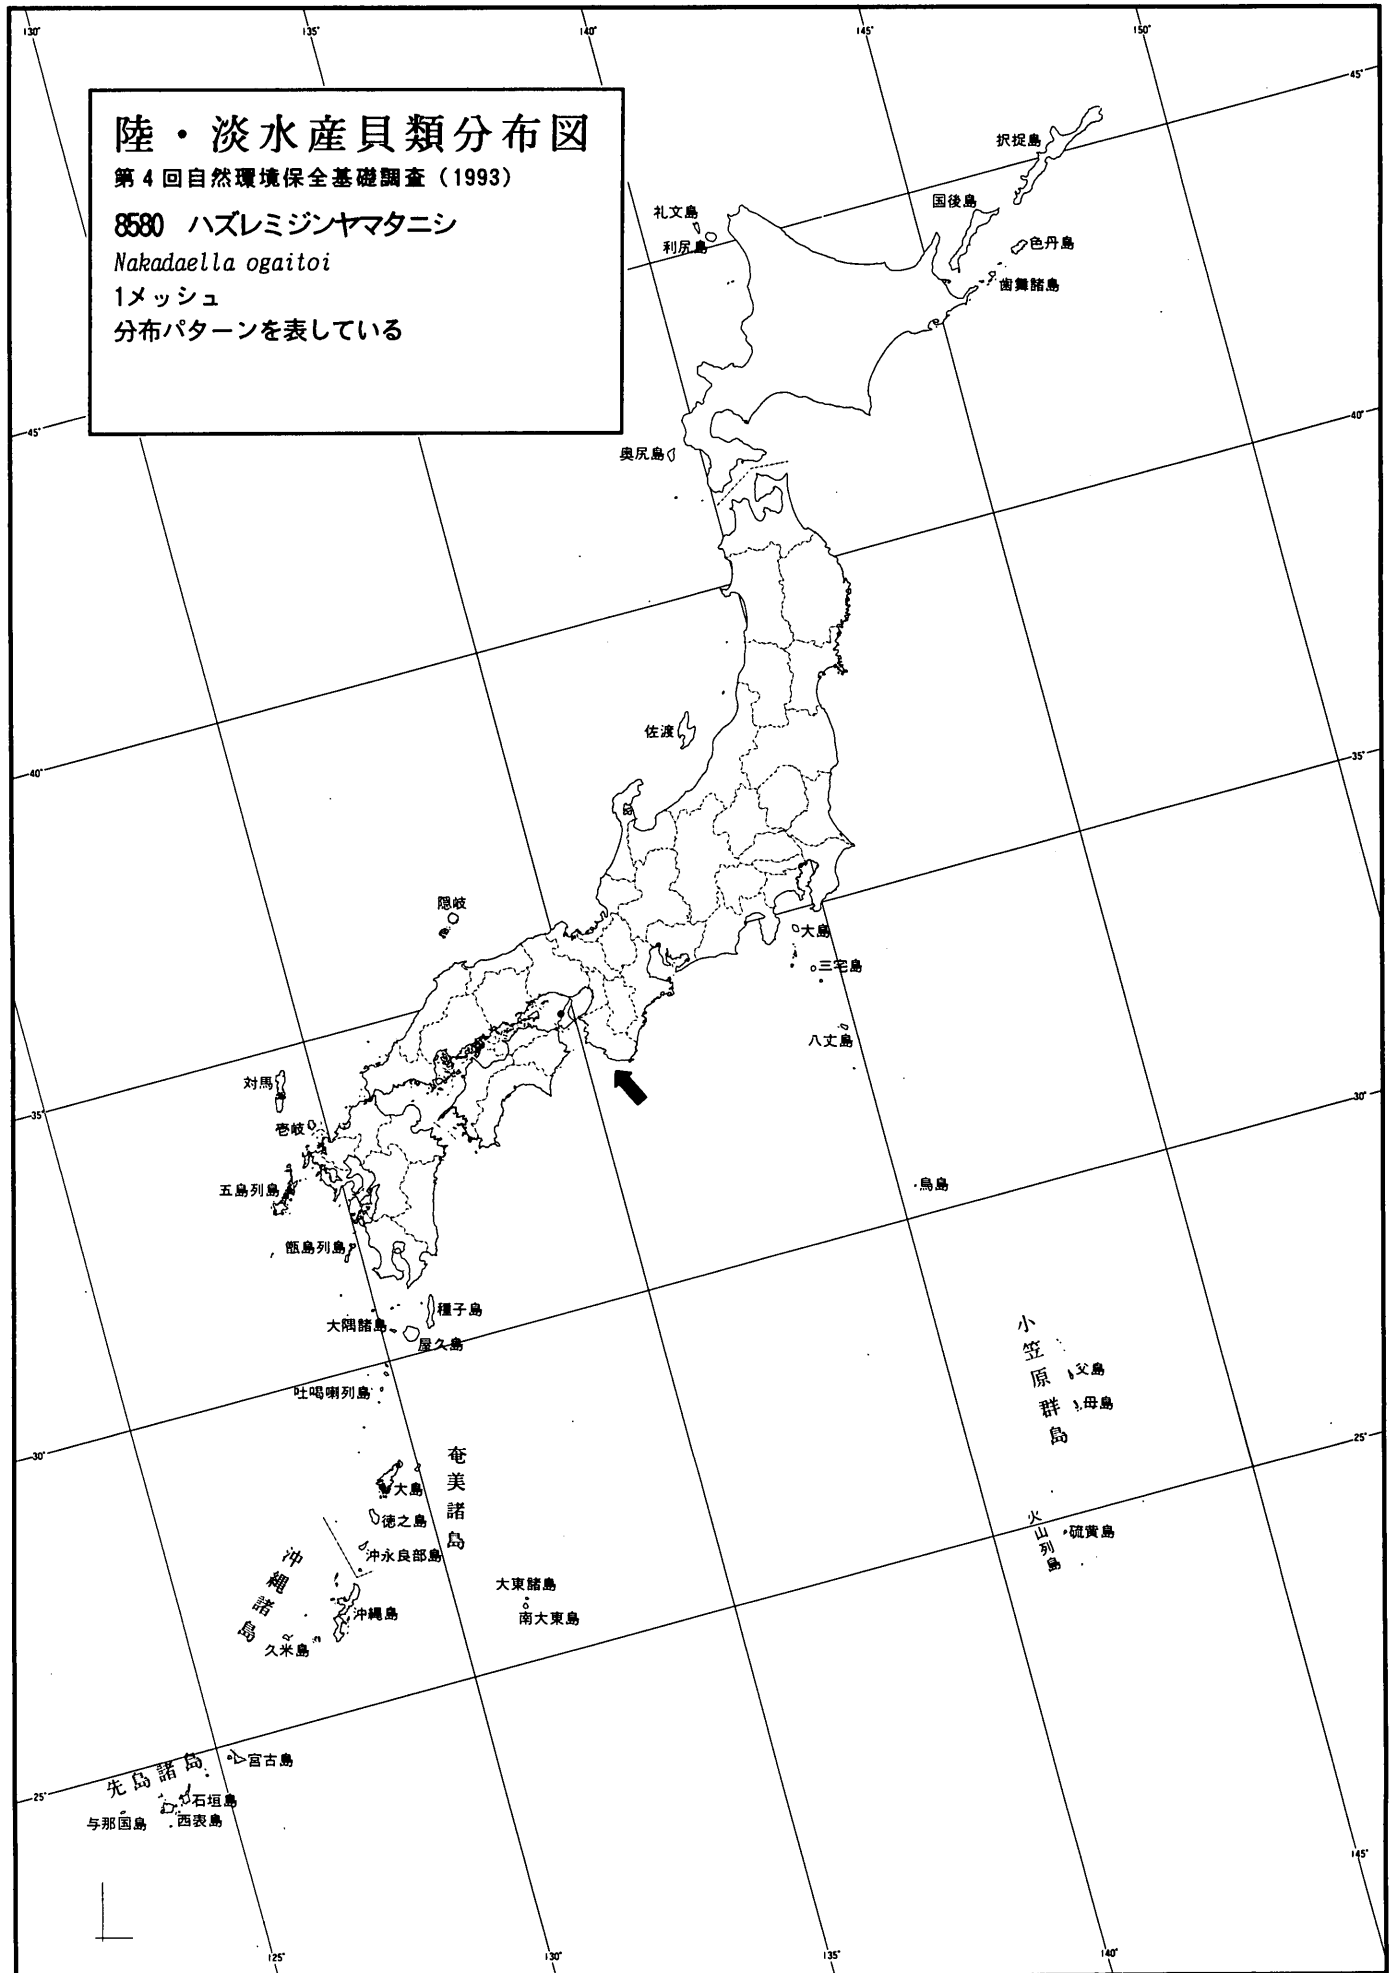 130°
135°
140°
145°
150°
陸・淡水産貝類分布図
第4回自然環境保全基礎調査（1993）
8580 ハズレミジンヤマタニシ
Nakadaella ogaitoi
1メッシュ
分布パターンを表している
45°
択捉島
国後島
礼文島
利尻島
色丹島
歯舞諸島
40°
45°
奥尻島
佐渡
35°
40°
隠岐
大島
三宅島
八丈島
対馬
30°
35°
壱岐
五島列島
鳥島
甑島列島
種子島
大隅諸島
屋久島
小笠原群島
父島
母島
吐噶喇列島
25°
30°
奄美諸島
大島
徳之島
沖永良部島
火山列島
硫黄島
沖縄諸島
大東諸島
南大東島
沖縄島
久米島
先島諸島
宮古島
25°
石垣島
与那国島
西表島
145°
125°
130°
135°
140°